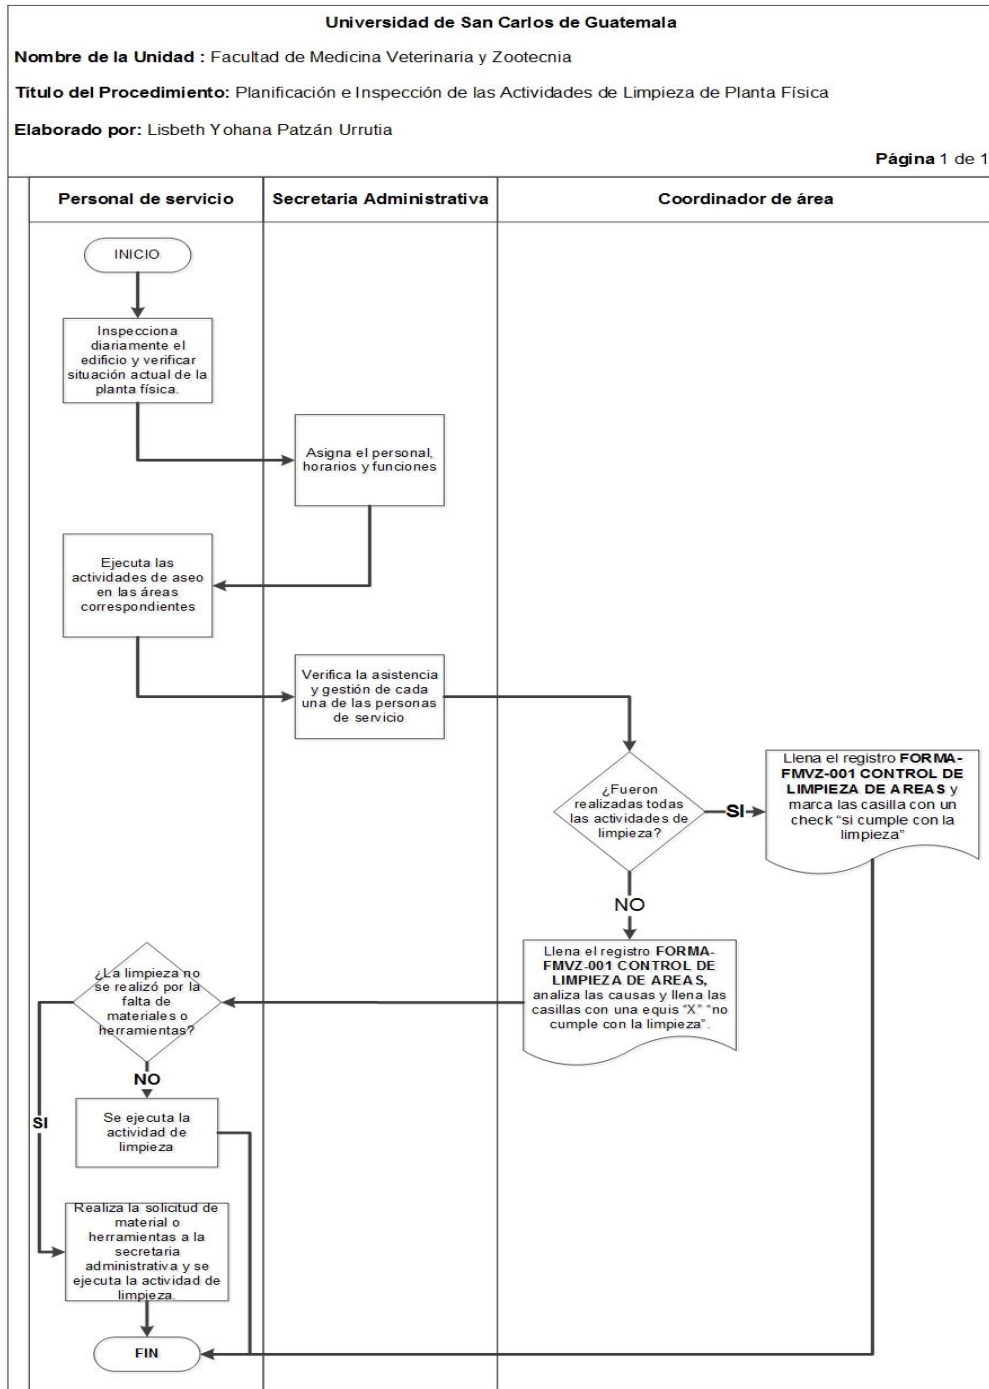 Universidad de San Carlos de Guatemala
Nombre de la Unidad : Facultad de Medicina Veterinaria y Zootecnia
Título del Procedimiento: Planificación e Inspección de las Actividades de Limpieza de Planta Física
Elaborado por: Lisbeth Yohana Patzán Urrutia
Página 1 de 1
Personal de servicio
Secretaria Administrativa
Coordinador de área
INICIO
Inspecciona
diariamente el
edificio y verificar
situación actual de la
planta física.
Asigna el personal,
horarios y funciones
Ejecuta las
actividades de aseo
en las áreas
correspondientes
Verifica la asistencia
y gestión de cada
una de las personas
de servicio
¿Fueron
realizadas todas
las actividades de
limpieza?
SI
Llena el registro FORMA-
FMVZ-001 CONTROL DE
LIMPIEZA DE AREAS y
marca las casilla con un
check “si cumple con la
limpieza”
NO
Llena el registro FORMA-
FMVZ-001 CONTROL DE
LIMPIEZA DE AREAS,
analiza las causas y llena las
casillas con una equis “X” “no
cumple con la limpieza”.
¿La limpieza no
se realizó por la
falta de
materiales o
herramientas?
NO
SI
Se ejecuta la
actividad de
limpieza
Realiza la solicitud de
material o
herramientas a la
secretaria
administrativa y se
ejecuta la actividad de
limpieza.
FIN